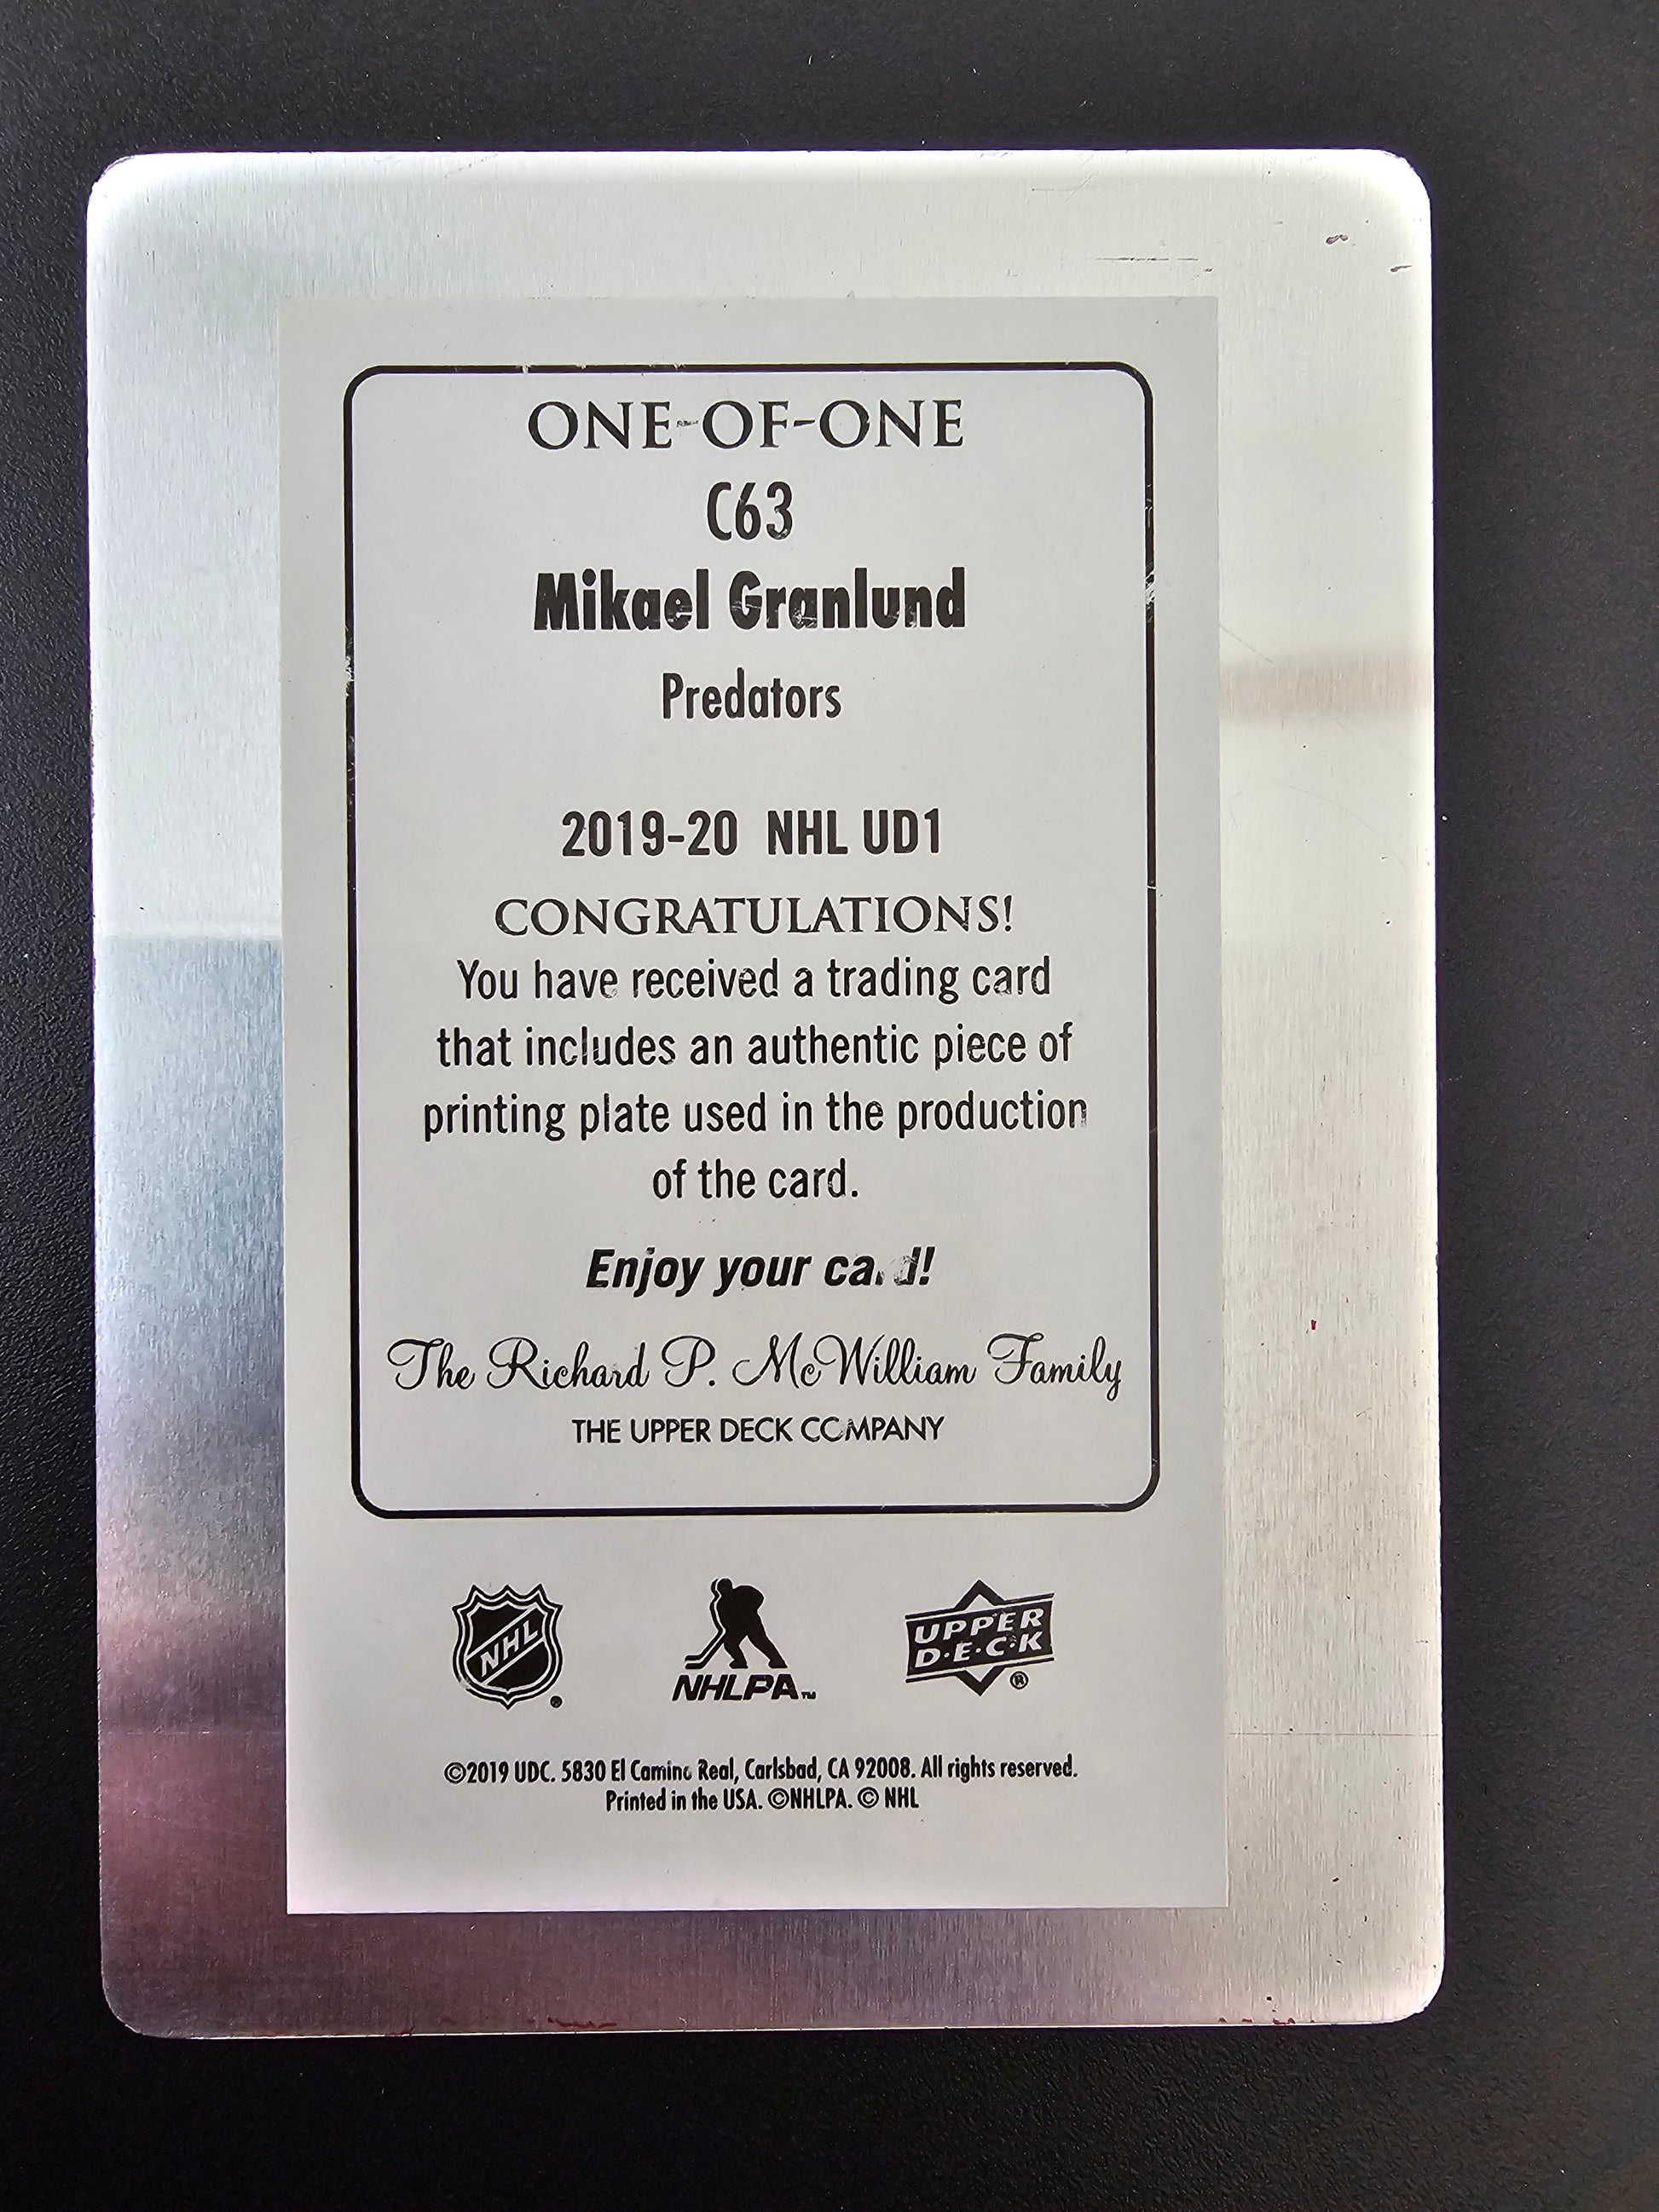 ONE-OF-ONE
C63
Mikael Granlund
Predators
2019-20 NHL UD1
CONGRATULATIONS!
You have received a trading card
that includes an authentic piece of
printing plate used in the production
of the card.
Enjoy your card!
The Richard P. McWilliam Family
THE UPPER DECK COMPANY
NHL ®
NHLPA™
UPPER
D·E·C·K ®
©2019 UDC. 5830 El Camino Real, Carlsbad, CA 92008. All rights reserved.
Printed in the USA. ©NHLPA. © NHL